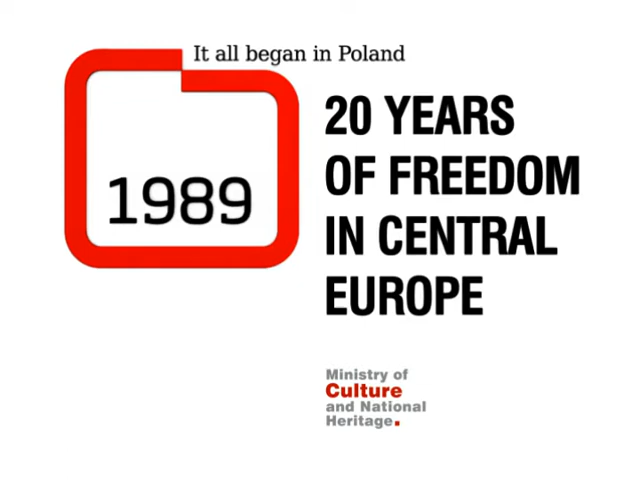 It all began in Poland
1989
20 YEARS
OF FREEDOM
IN CENTRAL
EUROPE
Ministry of
Culture
and National
Heritage.